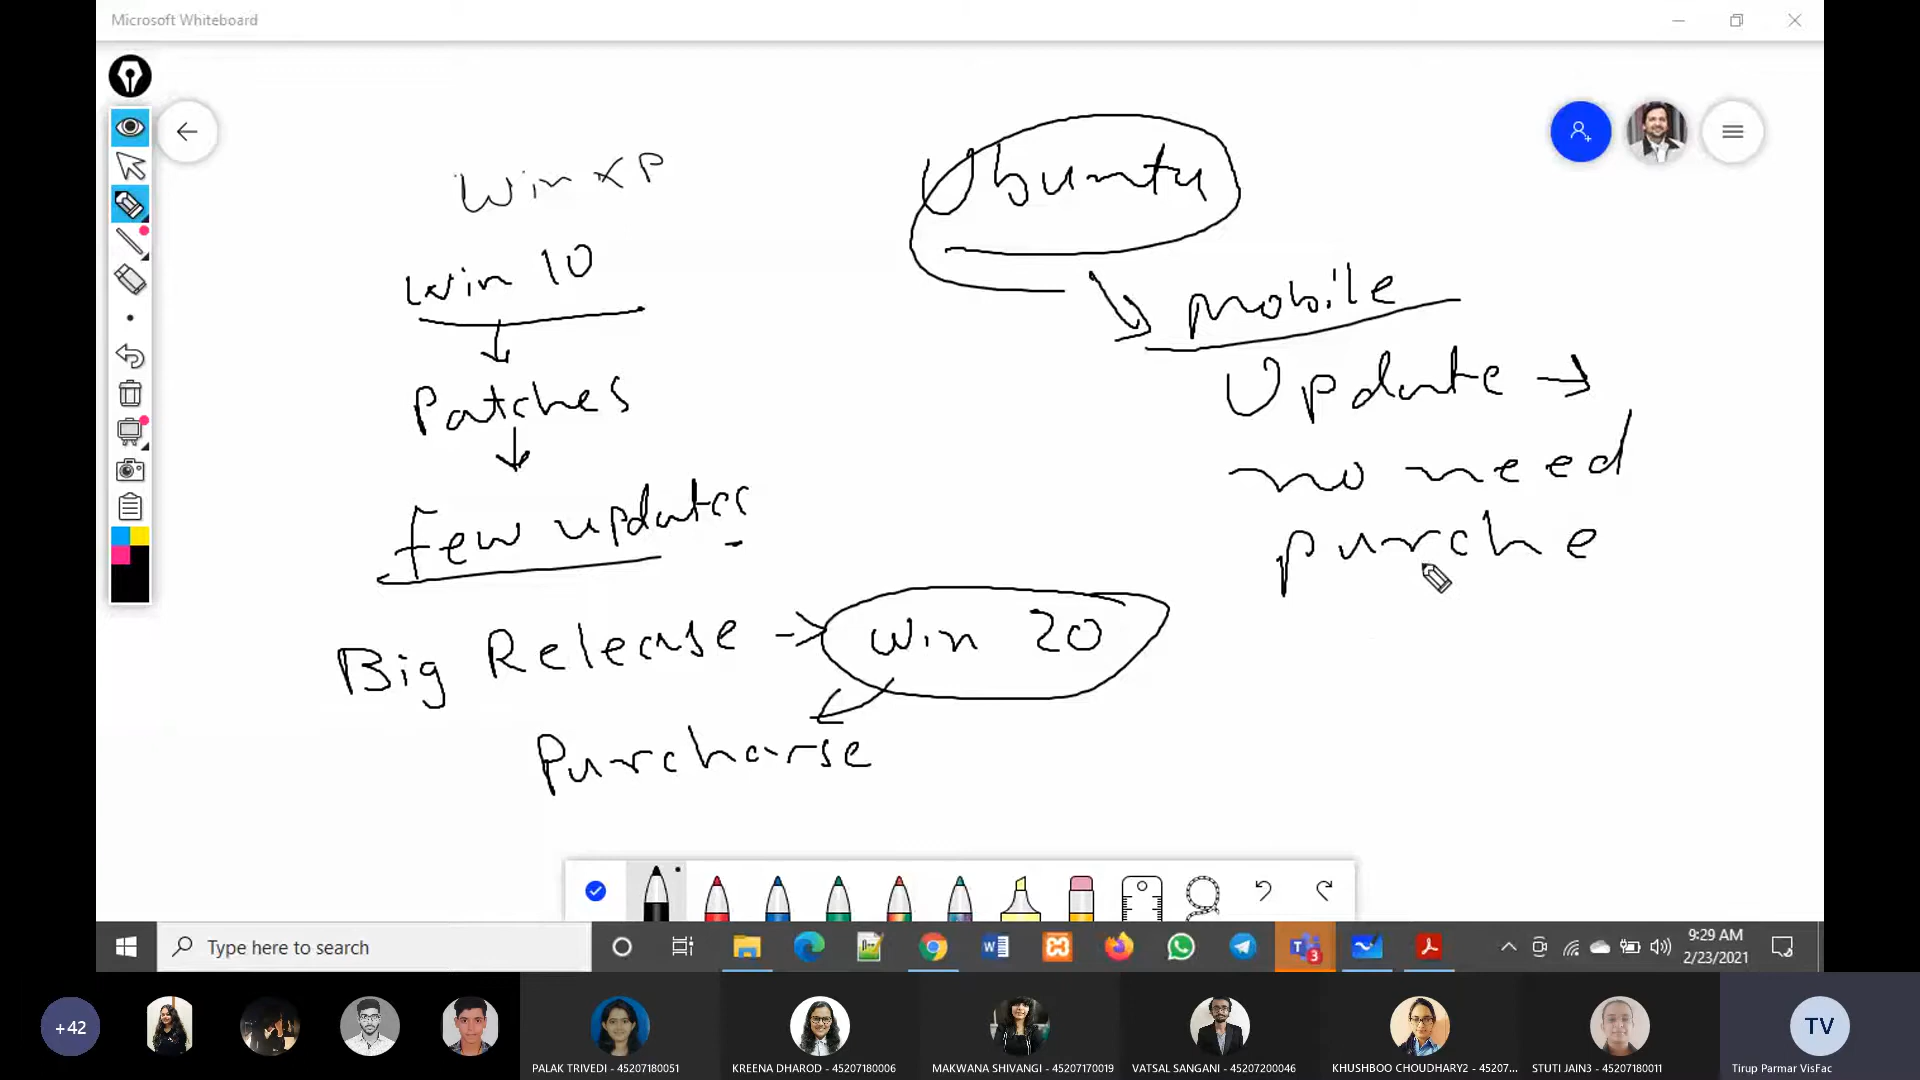 Microsoft Whiteboard
Win XP
Win 10
Patches
Few updates
Big Release → Win 20
Purcharse
Ubuntu
Mobile
Update →
no need
purche
Type here to search
3
9:29 AM
2/23/2021
+42
PALAK TRIVEDI - 45207180051
KREENA DHAROD - 45207180006
MAKWANA SHIVANGI - 45207170019
VATSAL SANGANI - 45207200046
KHUSHBOO CHOUDHARY2 - 45207...
STUTI JAIN3 - 45207180011
TV
Tirup Parmar VisFac